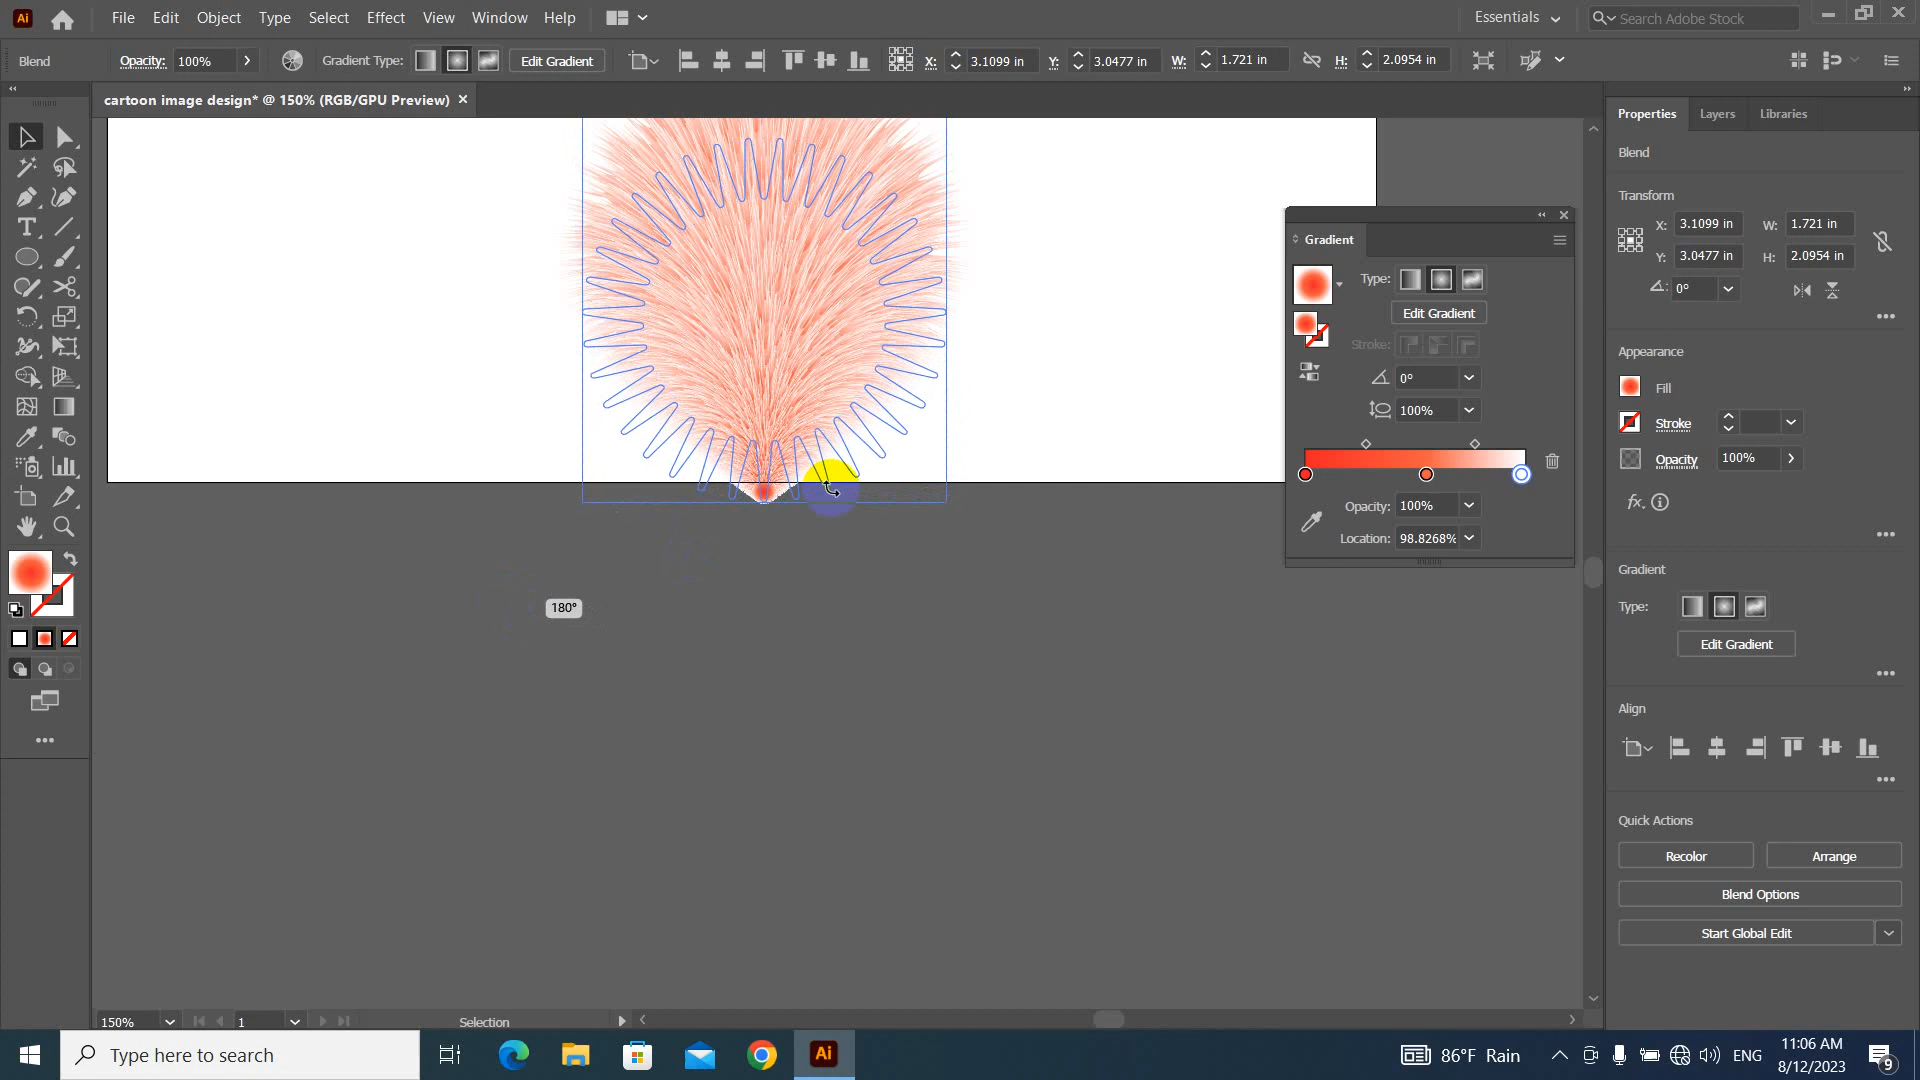 Ai File Edit Object Type Select Effect View Window Help Essentials Search Adobe Stock
Blend Opacity: 100% Gradient Type: Edit Gradient X: 3.1099 in Y: 3.0477 in W: 1.721 in H: 2.0954 in
cartoon image design* @ 150% (RGB/GPU Preview)
Properties Layers Libraries
Blend
Transform
X: 3.1099 in W: 1.721 in
Y: 3.0477 in H: 2.0954 in
0°
Appearance
Fill
Stroke
Opacity 100%
fx
Gradient
Type:
Edit Gradient
Align
Quick Actions
Recolor Arrange
Blend Options
Start Global Edit
Gradient
Type:
Edit Gradient
Stroke:
0°
100%
Opacity: 100%
Location: 98.8268%
180°
150% 1 Selection
Type here to search
Ai
86°F Rain
ENG
11:06 AM
8/12/2023
9